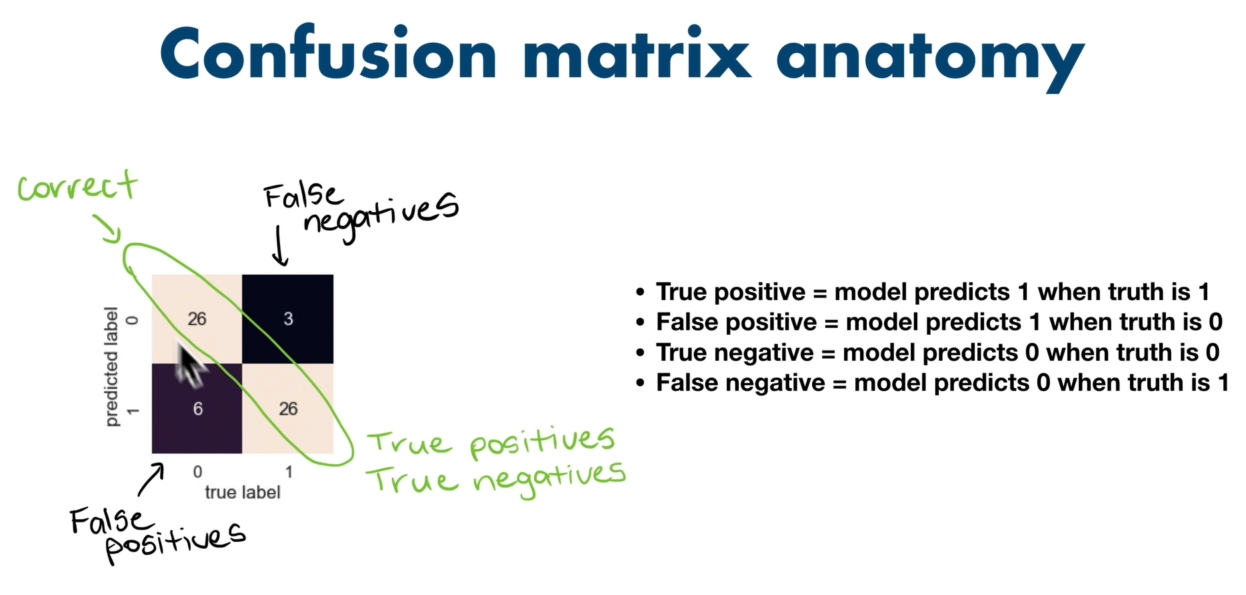 Confusion matrix anatomy
correct
False
negatives
predicted label
0
1
26
3
6
26
0
1
true label
True positives
True negatives
False
positives
• True positive = model predicts 1 when truth is 1
• False positive = model predicts 1 when truth is 0
• True negative = model predicts 0 when truth is 0
• False negative = model predicts 0 when truth is 1